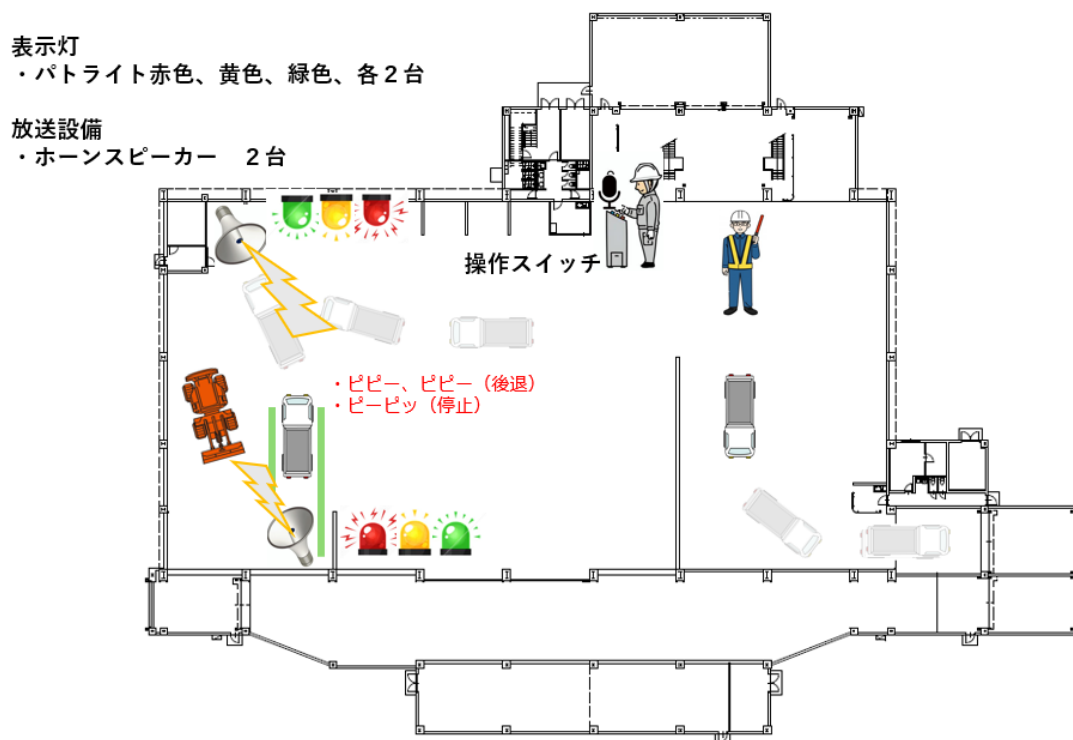 表示灯
・パトライト赤色、黄色、緑色、各２台
放送設備
・ホーンスピーカー　２台
操作スイッチ
・ピピー、ピピー（後退）
・ピーピッ（停止）